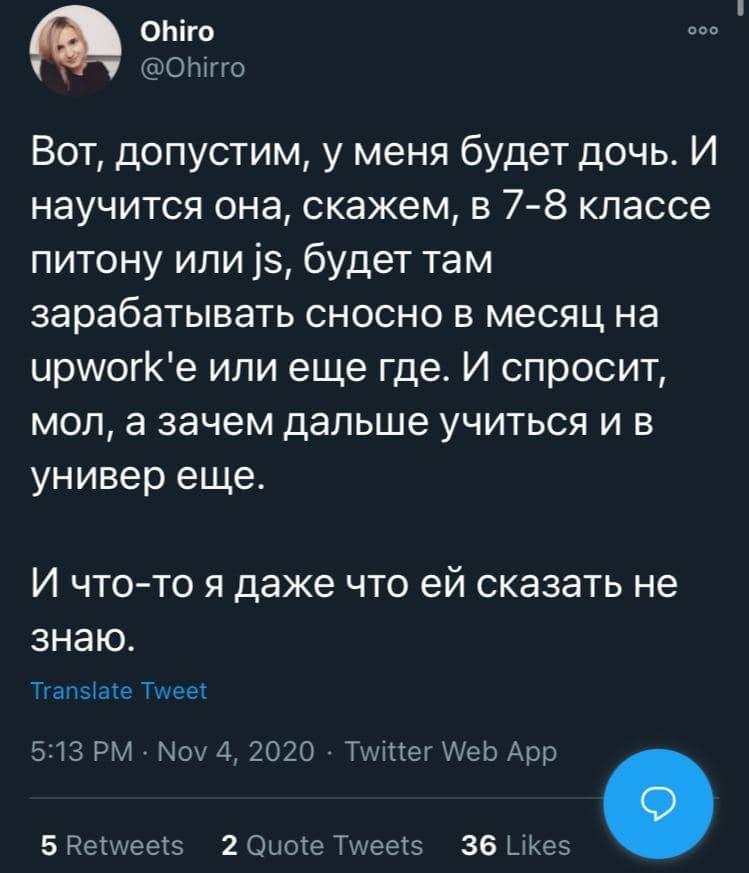 Ohiro
@Ohirro
Вот, допустим, у меня будет дочь. И
научится она, скажем, в 7-8 классе
питону или js, будет там
зарабатывать сносно в месяц на
upwork'е или еще где. И спросит,
мол, а зачем дальше учиться и в
универ еще.
И что-то я даже что ей сказать не
знаю.
Translate Tweet
5:13 PM · Nov 4, 2020 · Twitter Web App
5 Retweets 2 Quote Tweets 36 Likes